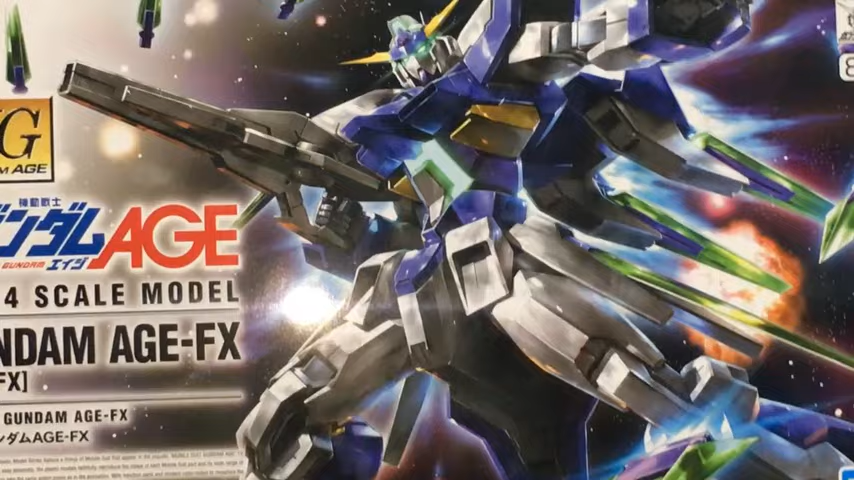 G
M AGE
機動戦士
ンダムAGE
GUNDAM エイジ
4 SCALE MODEL
NDAM AGE-FX
FX]
GUNDAM AGE-FX
ンダムAGE-FX
8